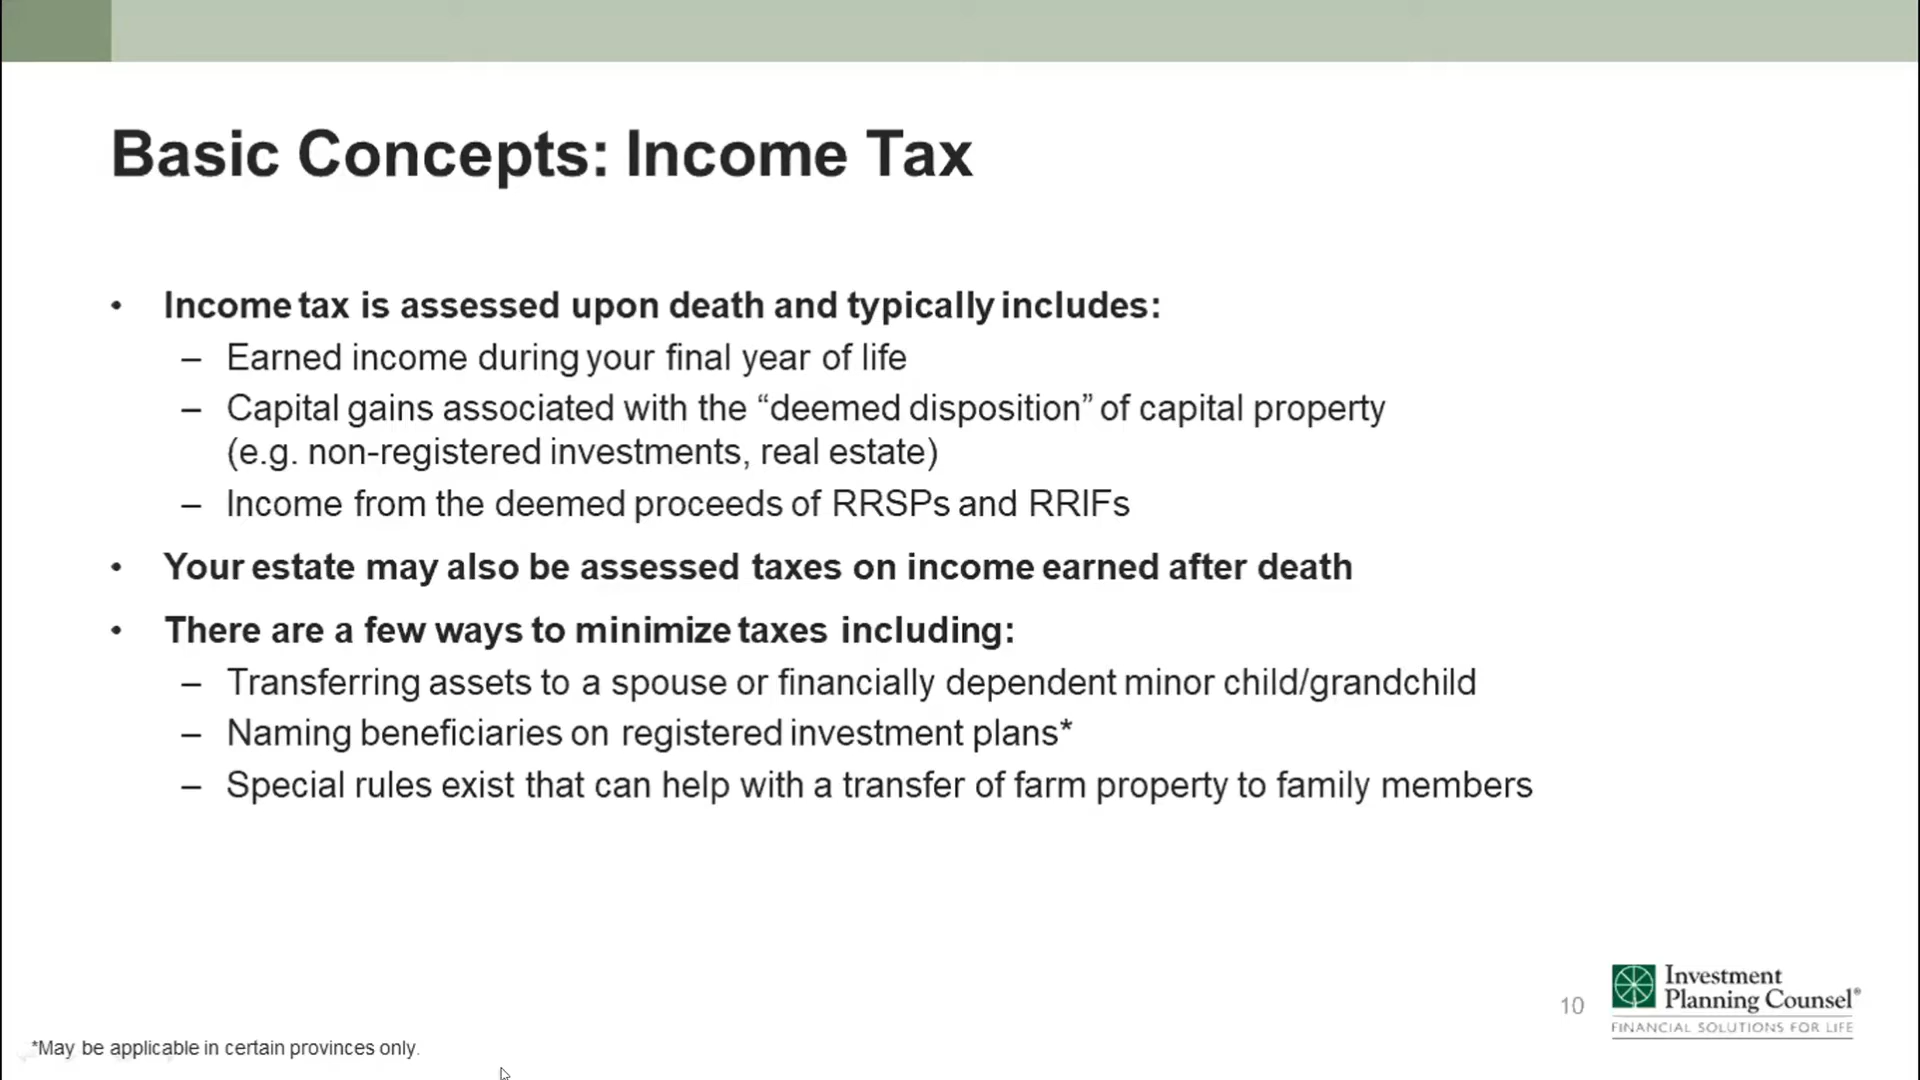 Basic Concepts: Income Tax
• Income tax is assessed upon death and typically includes:
– Earned income during your final year of life
– Capital gains associated with the “deemed disposition” of capital property
(e.g. non-registered investments, real estate)
– Income from the deemed proceeds of RRSPs and RRIFs
• Your estate may also be assessed taxes on income earned after death
• There are a few ways to minimize taxes including:
– Transferring assets to a spouse or financially dependent minor child/grandchild
– Naming beneficiaries on registered investment plans*
– Special rules exist that can help with a transfer of farm property to family members
10
Investment
Planning Counsel®
FINANCIAL SOLUTIONS FOR LIFE
*May be applicable in certain provinces only.